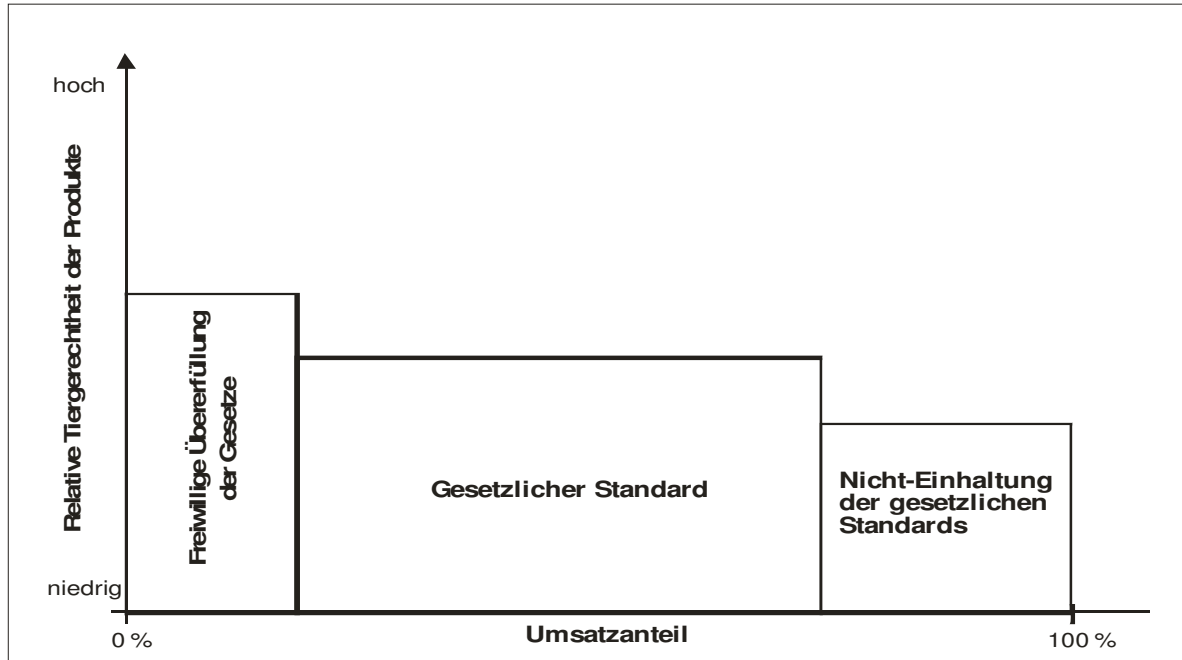 hoch
Relative Tiergerechtheit der Produkte
Freiwillige Übererfüllung
der Gesetze
Gesetzlicher Standard
Nicht-Einhaltung
der gesetzlichen
Standards
niedrig
0 %
Umsatzanteil
100 %